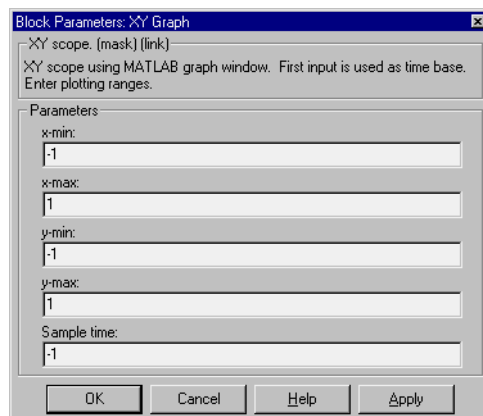 Block Parameters: XY Graph
XY scope. (mask) (link)
XY scope using MATLAB graph window. First input is used as time base.
Enter plotting ranges.
Parameters
x-min:
-1
x-max:
1
y-min:
-1
y-max:
1
Sample time:
-1
OK Cancel Help Apply